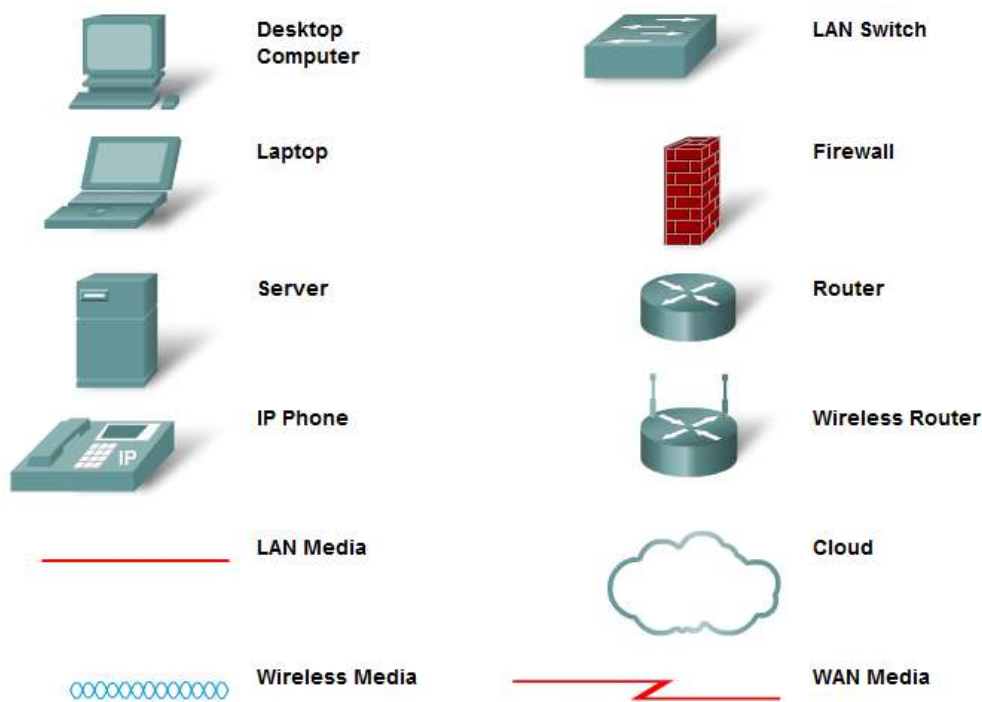 Desktop
Computer
LAN Switch
Laptop
Firewall
Server
Router
IP Phone
IP
Wireless Router
LAN Media
Cloud
Wireless Media
WAN Media